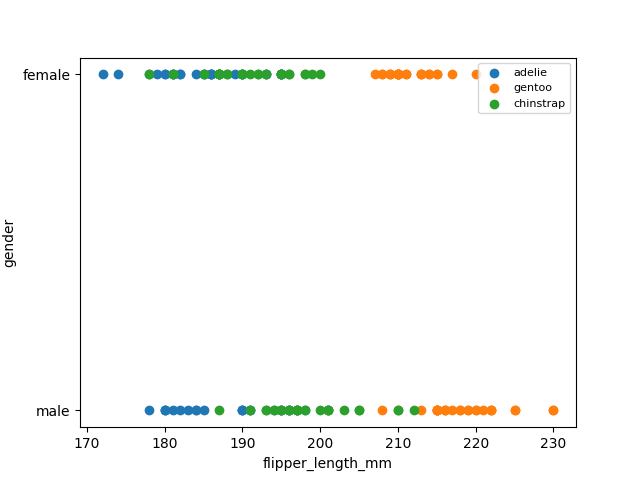 female
adelie
gentoo
chinstrap
gender
male
170 180 190 200 210 220 230
flipper_length_mm